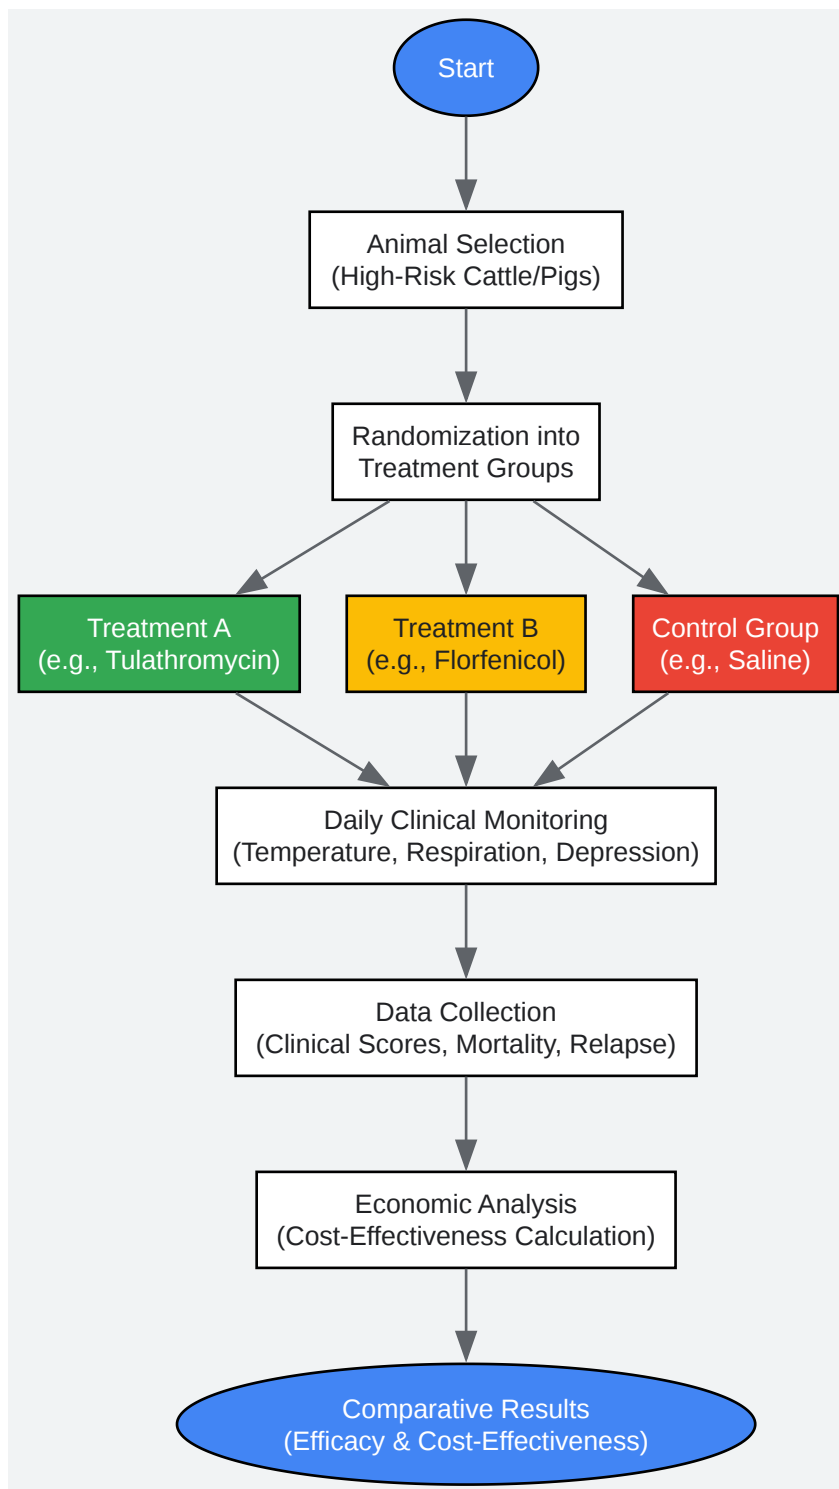 Start
Animal Selection
(High-Risk Cattle/Pigs)
Randomization into
Treatment Groups
Treatment A
(e.g., Tulathromycin)
Treatment B
(e.g., Florfenicol)
Control Group
(e.g., Saline)
Daily Clinical Monitoring
(Temperature, Respiration, Depression)
Data Collection
(Clinical Scores, Mortality, Relapse)
Economic Analysis
(Cost-Effectiveness Calculation)
Comparative Results
(Efficacy & Cost-Effectiveness)